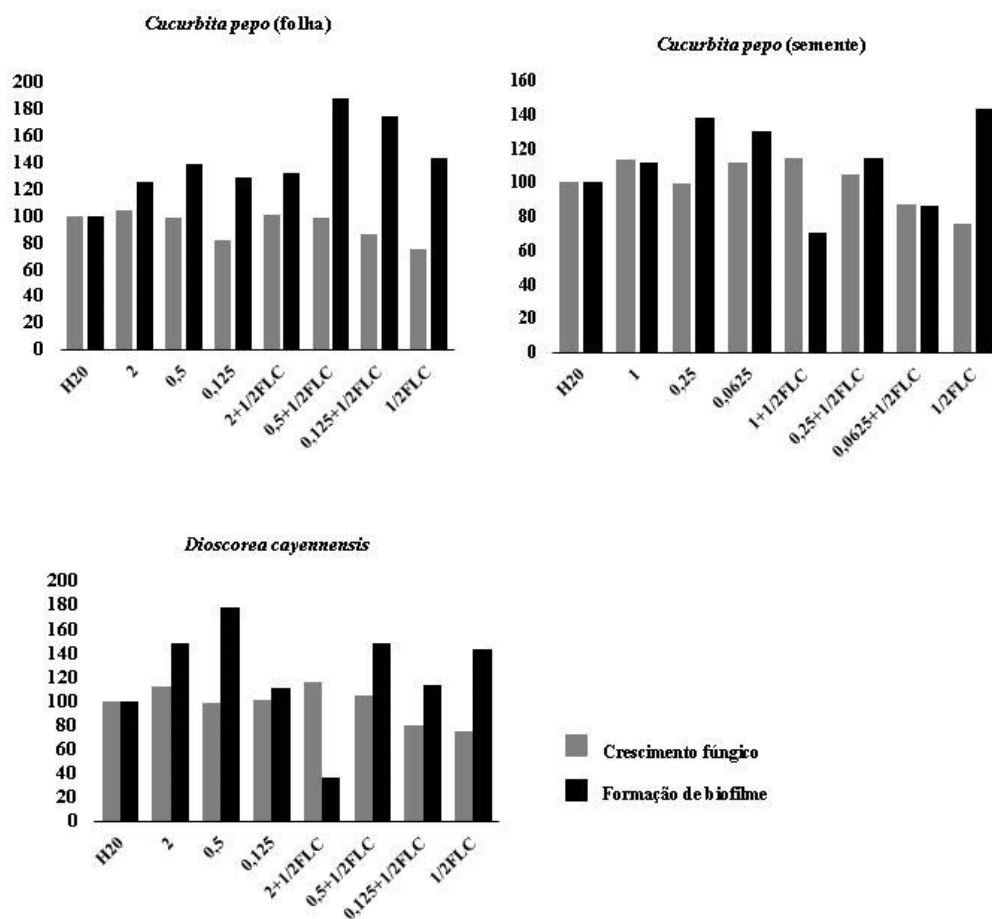 Cucurbita pepo (folha)
200
180
160
140
120
100
80
60
40
20
0
H20
2
0,5
0,125
2+1/2FLC
0,5+1/2FLC
0,125+1/2FLC
1/2FLC
Cucurbita pepo (semente)
160
140
120
100
80
60
40
20
0
H20
1
0,25
0,0625
1+1/2FLC
0,25+1/2FLC
0,0625+1/2FLC
1/2FLC
Dioscorea cayennensis
200
180
160
140
120
100
80
60
40
20
0
H20
2
0,5
0,125
2+1/2FLC
0,5+1/2FLC
0,125+1/2FLC
1/2FLC
Crescimento fúngico
Formação de biofilme